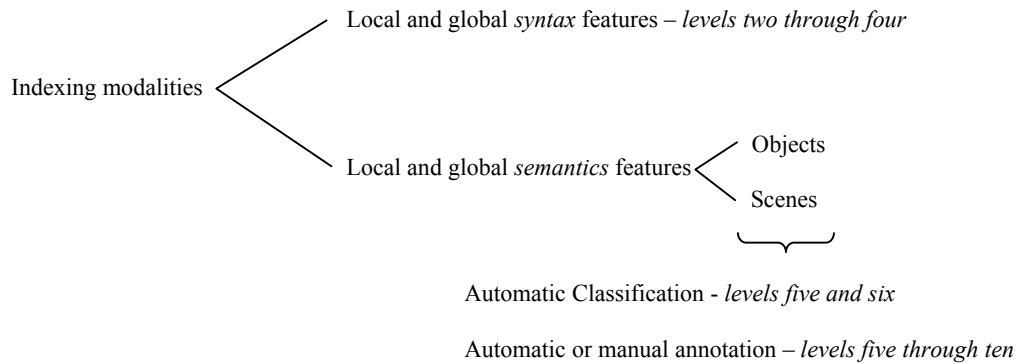 Local and global syntax features – levels two through four
Indexing modalities
Local and global semantics features
Objects
Scenes
Automatic Classification - levels five and six
Automatic or manual annotation – levels five through ten